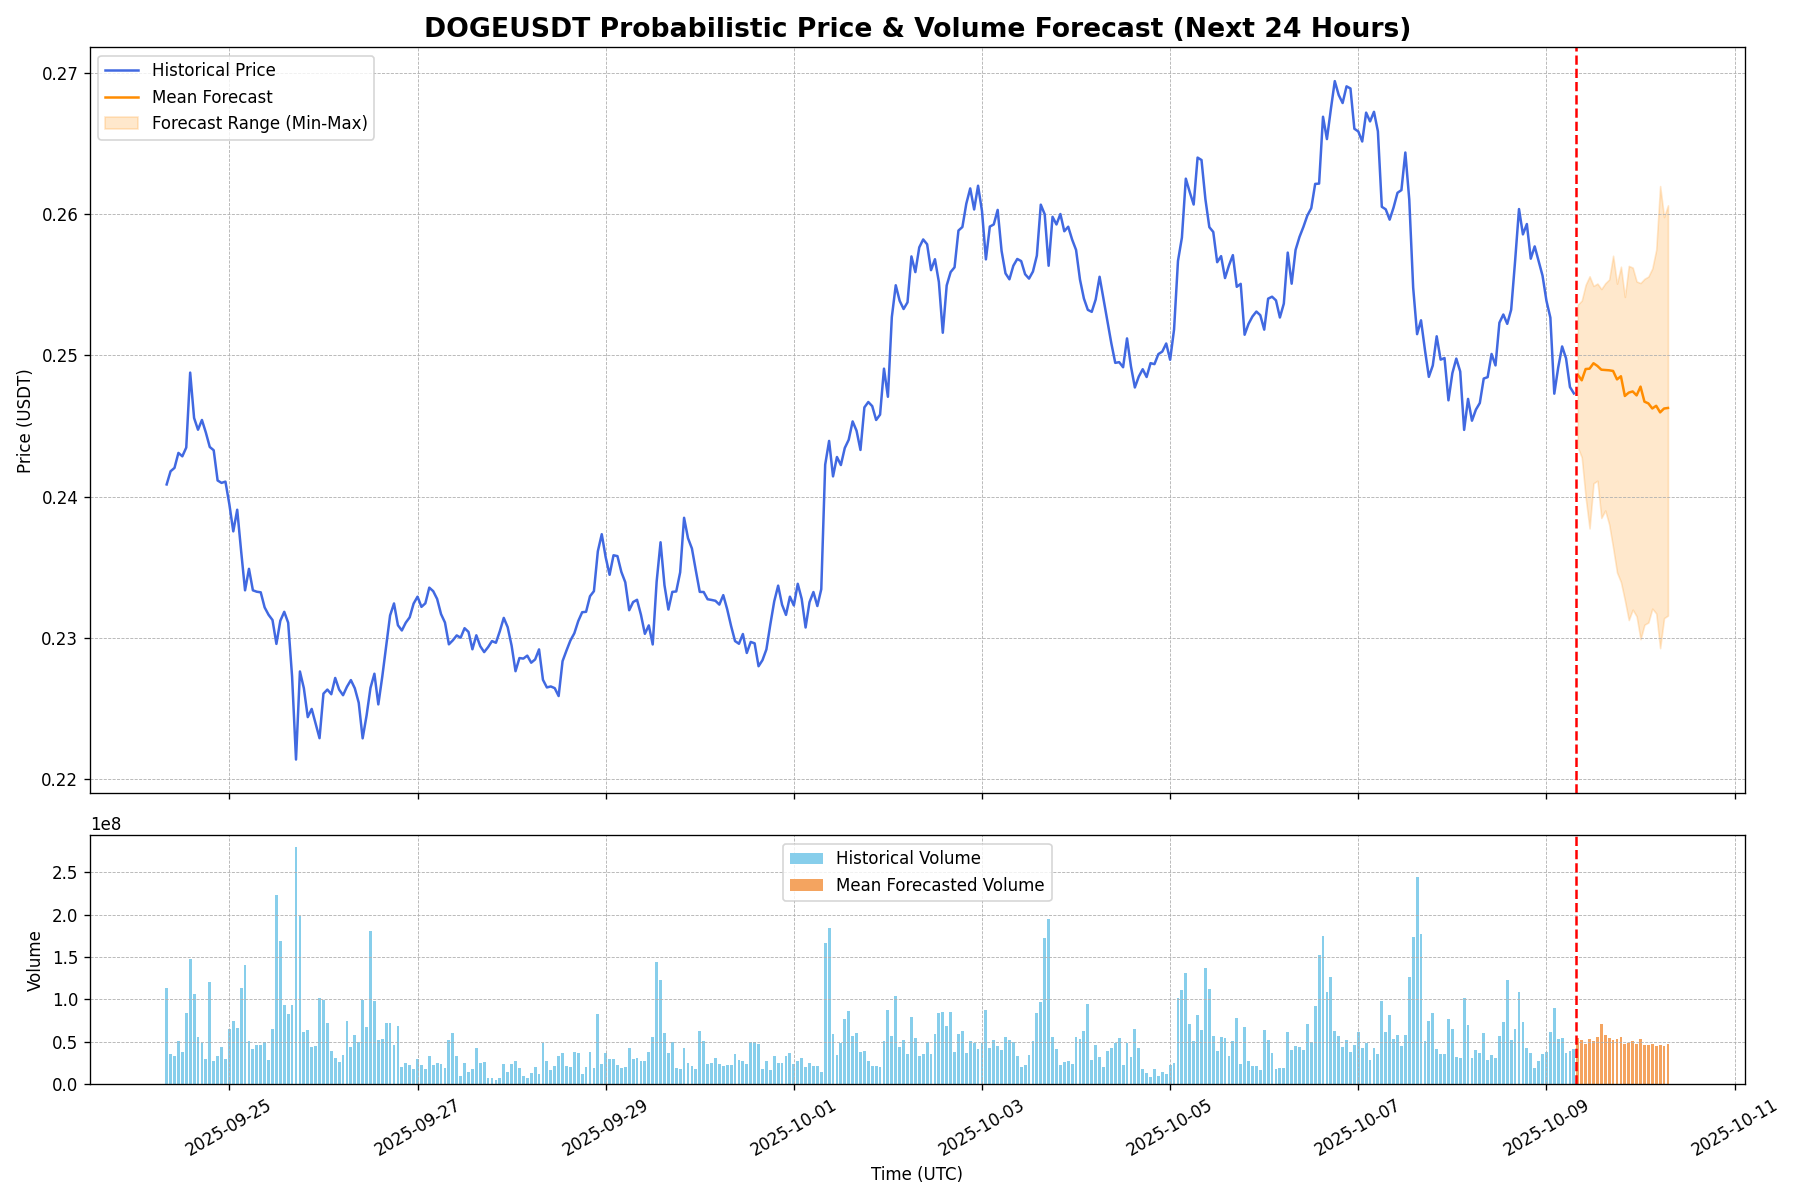 DOGEUSDT Probabilistic Price & Volume Forecast (Next 24 Hours)
Historical Price
Mean Forecast
Forecast Range (Min-Max)
0.27
0.26
0.25
0.24
0.23
0.22
Price (USDT)
1e8
Historical Volume
Mean Forecasted Volume
2.5
2.0
1.5
1.0
0.5
0.0
Volume
2025-09-25
2025-09-27
2025-09-29
2025-10-01
2025-10-03
2025-10-05
2025-10-07
2025-10-09
2025-10-11
Time (UTC)